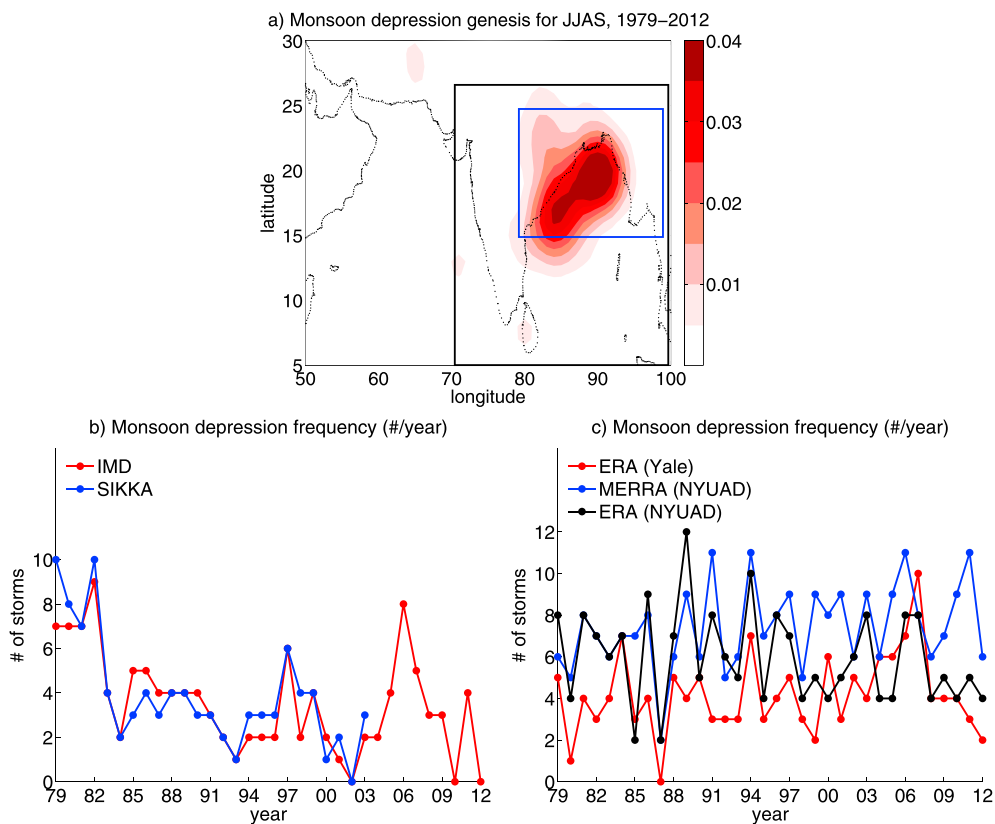 a) Monsoon depression genesis for JJAS, 1979−2012
30
25
20
15
10
5
latitude
50 60 70 80 90 100
longitude
0.04
0.03
0.02
0.01
b) Monsoon depression frequency (#/year)
IMD
SIKKA
10
8
6
4
2
0
# of storms
79 82 85 88 91 94 97 00 03 06 09 12
year
c) Monsoon depression frequency (#/year)
ERA (Yale)
MERRA (NYUAD)
ERA (NYUAD)
12
10
8
6
4
2
0
# of storms
79 82 85 88 91 94 97 00 03 06 09 12
year